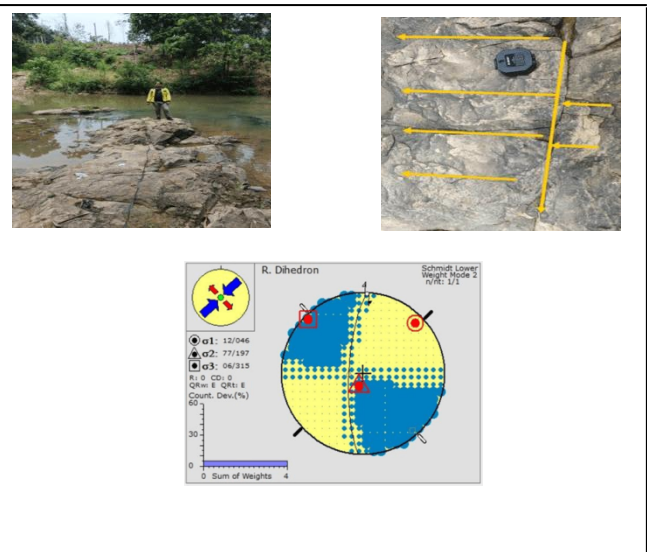 R. Dihedron
Schmidt Lower
Weight Mode 2
n/nt: 1/1
4
σ1: 12/046
σ2: 77/197
σ3: 06/315
R: 0 CD: 0
QRw: E QRt: E
Count. Dev.(%)
60
30
0
0 Sum of Weights 4